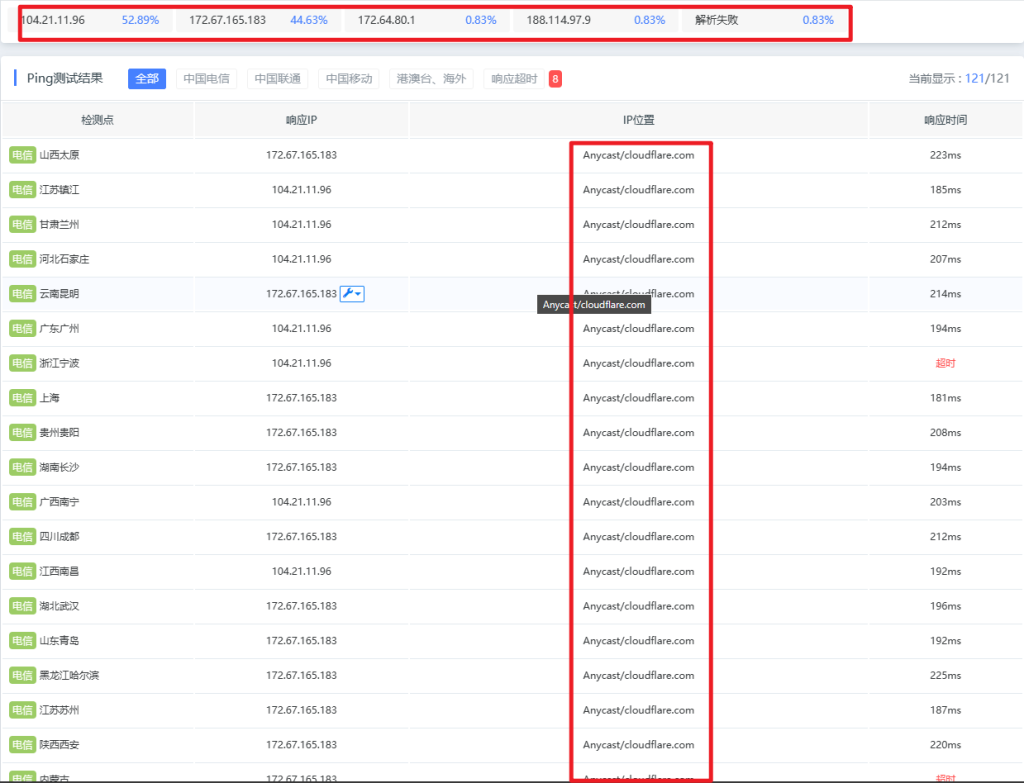 104.21.11.96 52.89% 172.67.165.183 44.63% 172.64.80.1 0.83% 188.114.97.9 0.83% 解析失败 0.83%
Ping测试结果 全部 中国电信 中国联通 中国移动 港澳台、海外 响应超时 8 当前显示 : 121/121
检测点 响应IP IP位置 响应时间
电信 山西太原 172.67.165.183 Anycast/cloudflare.com 223ms
电信 江苏镇江 104.21.11.96 Anycast/cloudflare.com 185ms
电信 甘肃兰州 104.21.11.96 Anycast/cloudflare.com 212ms
电信 河北石家庄 104.21.11.96 Anycast/cloudflare.com 207ms
电信 云南昆明 172.67.165.183 Anycast/cloudflare.com 214ms
Anycast/cloudflare.com
电信 广东广州 104.21.11.96 Anycast/cloudflare.com 194ms
电信 浙江宁波 104.21.11.96 Anycast/cloudflare.com 超时
电信 上海 172.67.165.183 Anycast/cloudflare.com 181ms
电信 贵州贵阳 172.67.165.183 Anycast/cloudflare.com 208ms
电信 湖南长沙 172.67.165.183 Anycast/cloudflare.com 194ms
电信 广西南宁 104.21.11.96 Anycast/cloudflare.com 203ms
电信 四川成都 172.67.165.183 Anycast/cloudflare.com 212ms
电信 江西南昌 104.21.11.96 Anycast/cloudflare.com 192ms
电信 湖北武汉 172.67.165.183 Anycast/cloudflare.com 196ms
电信 山东青岛 172.67.165.183 Anycast/cloudflare.com 192ms
电信 黑龙江哈尔滨 172.67.165.183 Anycast/cloudflare.com 225ms
电信 江苏苏州 172.67.165.183 Anycast/cloudflare.com 187ms
电信 陕西西安 172.67.165.183 Anycast/cloudflare.com 220ms
电信 内蒙古 172.67.165.183 Anycast/cloudflare.com 超时